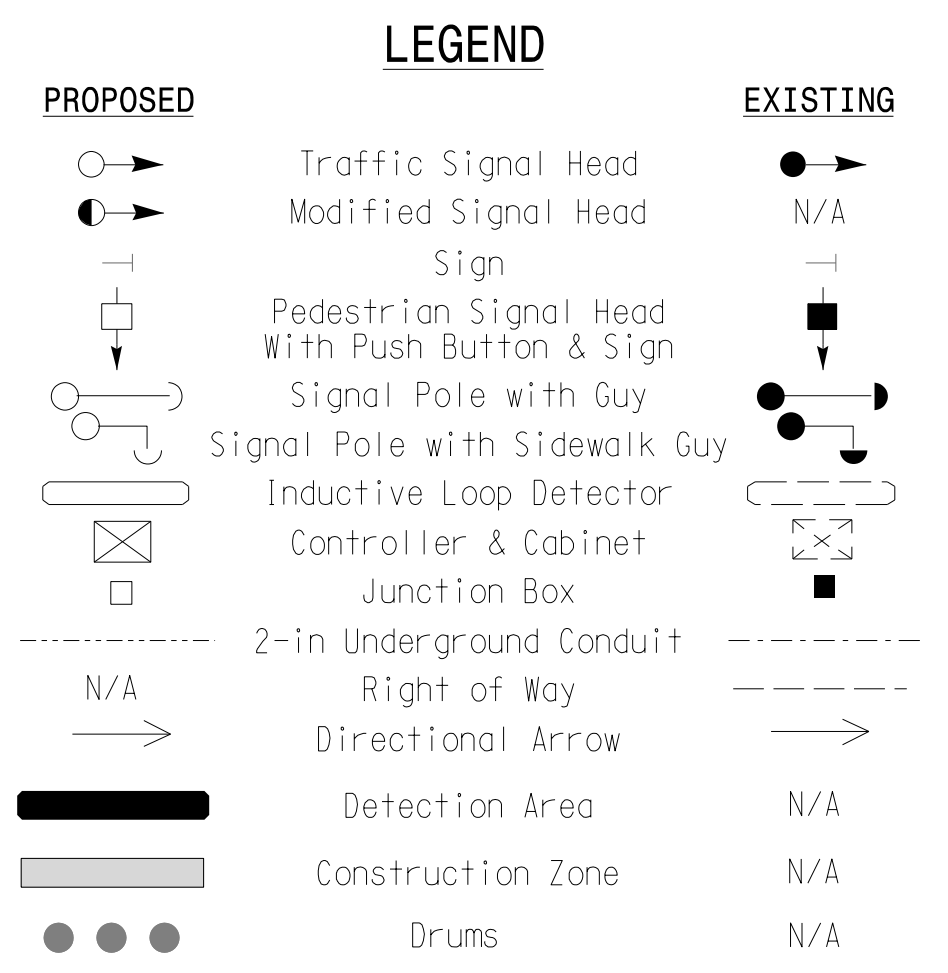 LEGEND
PROPOSED EXISTING
Traffic Signal Head
Modified Signal Head N/A
Sign
Pedestrian Signal Head
With Push Button & Sign
Signal Pole with Guy
Signal Pole with Sidewalk Guy
Inductive Loop Detector
Controller & Cabinet
Junction Box
2-in Underground Conduit
N/A Right of Way
Directional Arrow
Detection Area N/A
Construction Zone N/A
Drums N/A